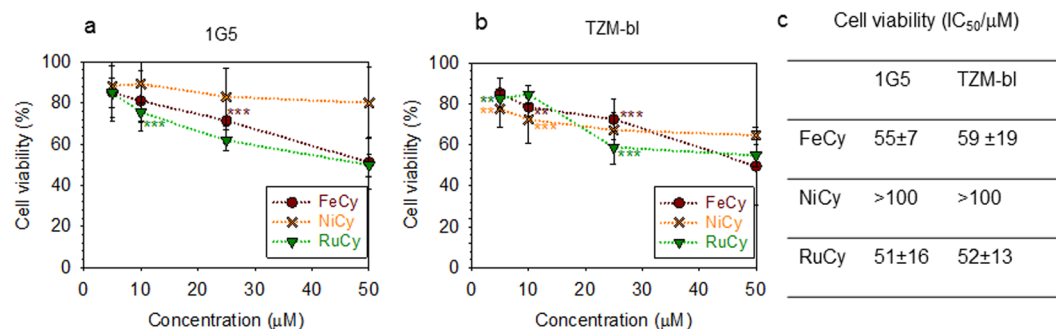 a
1G5
100
80
60
40
20
0
Cell viability (%)
***
***
FeCy
NiCy
RuCy
0 10 20 30 40 50
Concentration (μM)
b
TZM-bl
100
80
60
40
20
0
Cell viability (%)
**
**
**
***
***
***
FeCy
NiCy
RuCy
0 10 20 30 40 50
Concentration (μM)
c
Cell viability (IC50/μM)
1G5 TZM-bl
FeCy 55±7 59 ±19
NiCy >100 >100
RuCy 51±16 52±13